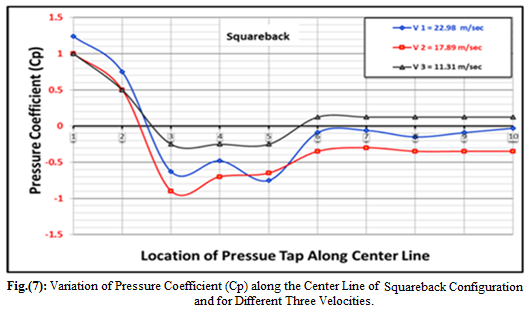 1.5
1
0.5
0
-0.5
-1
-1.5
Pressure Coefficient (Cp)
Squareback
V 1 = 22.98 m/sec
V 2 = 17.89 m/sec
V 3 = 11.31 m/sec
1 2 3 4 5 6 7 8 9 10
Location of Pressue Tap Along Center Line
Fig.(7): Variation of Pressure Coefficient (Cp) along the Center Line of Squareback Configuration
and for Different Three Velocities.